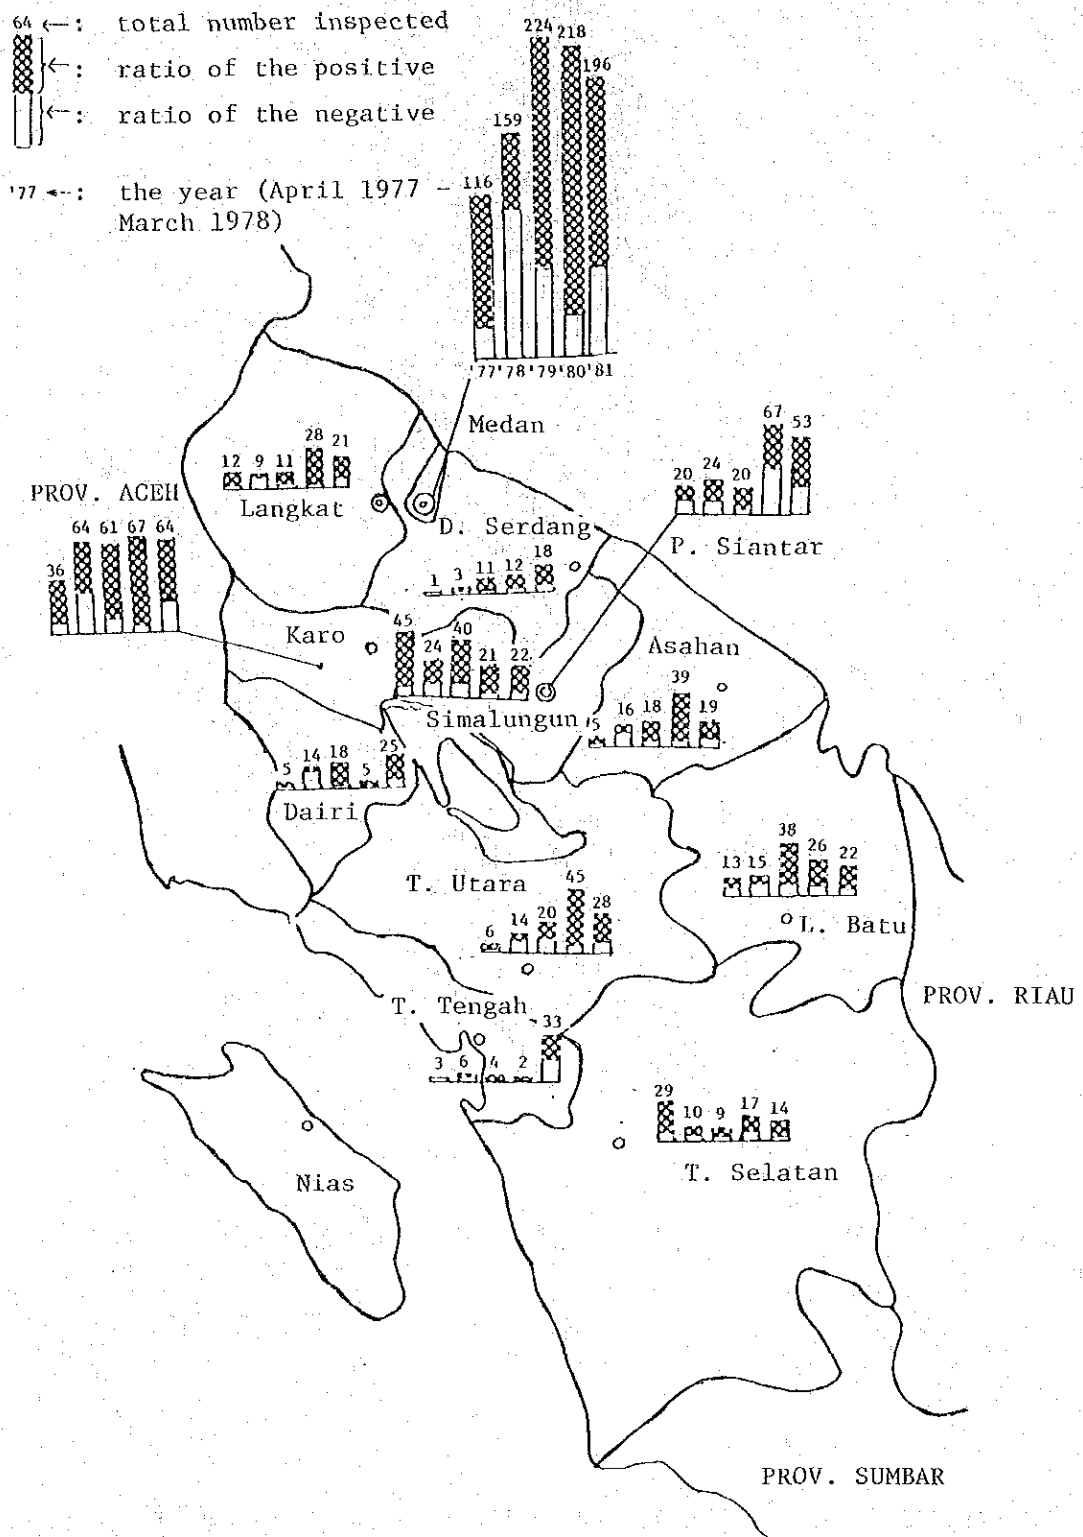 64 ←—: total number inspected
←—: ratio of the positive
←—: ratio of the negative
'77 ←--: the year (April 1977 –
March 1978)
116 159 224 218 196
'77 '78 '79 '80 '81
Medan
12 9 11 28 21
Langkat
PROV. ACEH
36 64 61 67 64
20 24 20 67 53
P. Siantar
D. Serdang
1 3 11 12 18
Karo
45 24 40 21 22
Simalungun
Asahan
5 16 18 39 19
5 14 18 5 25
Dairi
T. Utara
6 14 20 45 28
13 15 38 26 22
L. Batu
PROV. RIAU
T. Tengah
3 6 4 2 33
29 10 9 17 14
T. Selatan
Nias
PROV. SUMBAR